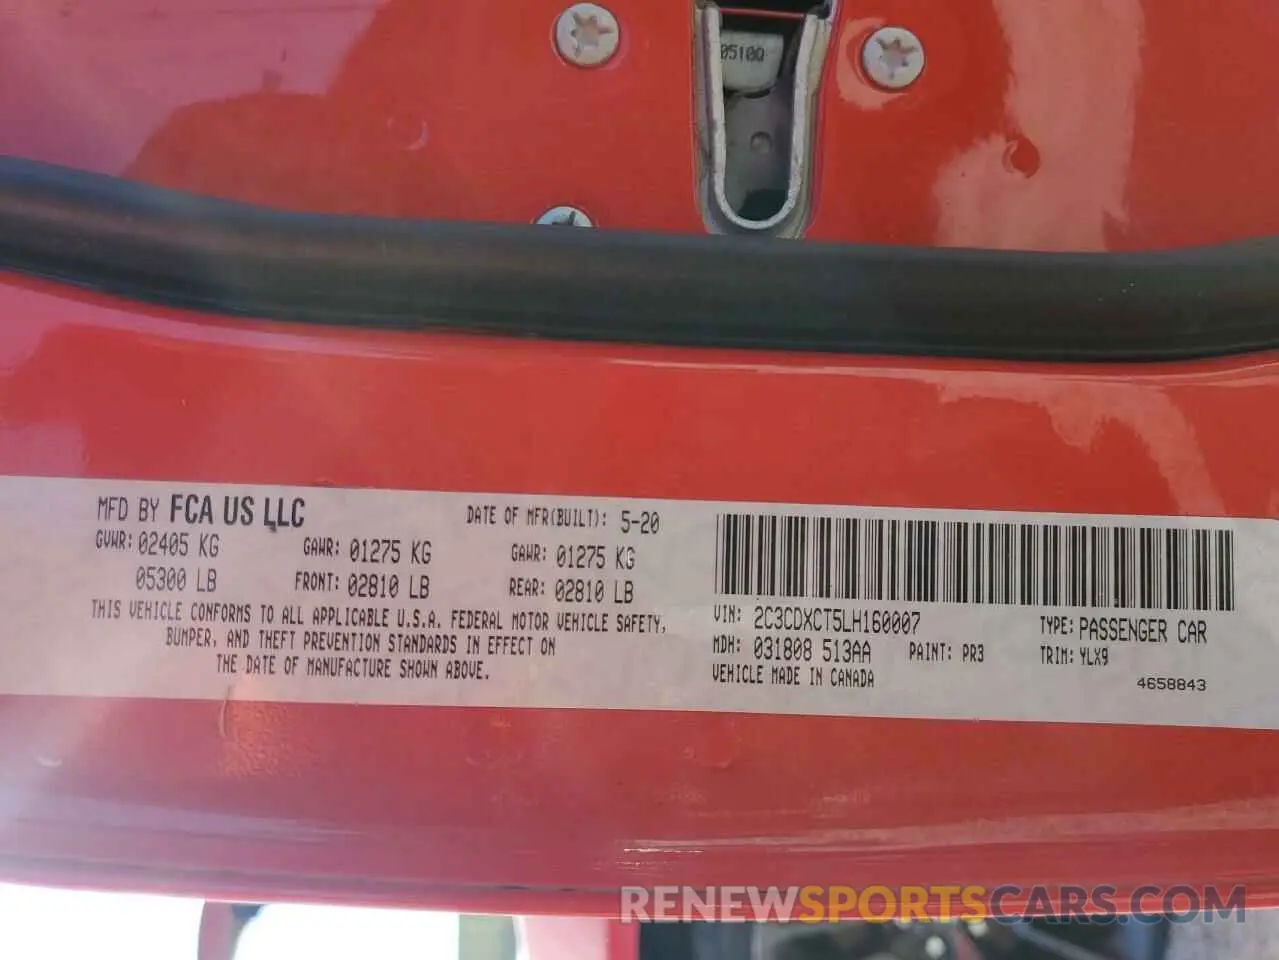 0510Q
MFD BY FCA US LLC
DATE OF MFR(BUILT): 5-20
GVWR: 02405 KG
GAWR: 01275 KG
GAWR: 01275 KG
05300 LB
FRONT: 02810 LB
REAR: 02810 LB
THIS VEHICLE CONFORMS TO ALL APPLICABLE U.S.A. FEDERAL MOTOR VEHICLE SAFETY,
BUMPER, AND THEFT PREVENTION STANDARDS IN EFFECT ON
THE DATE OF MANUFACTURE SHOWN ABOVE.
VIN: 2C3CDXCT5LH160007
TYPE: PASSENGER CAR
MDH: 031808 513AA
PAINT: PR3
TRIM: YLX9
VEHICLE MADE IN CANADA
4658843
RENEWSPORTSCARS.COM